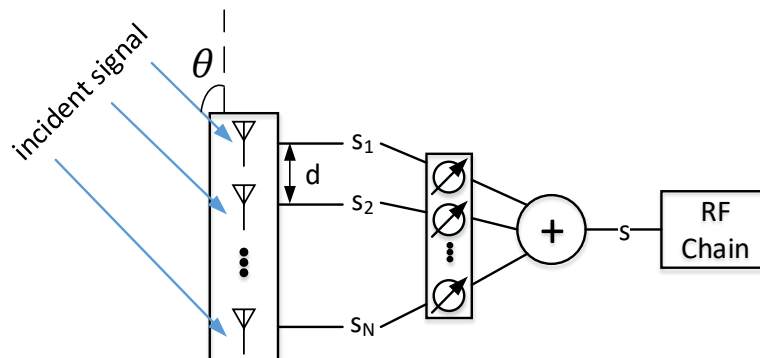 θ
incident signal
s1
d
s2
sN
+
s
RF
Chain